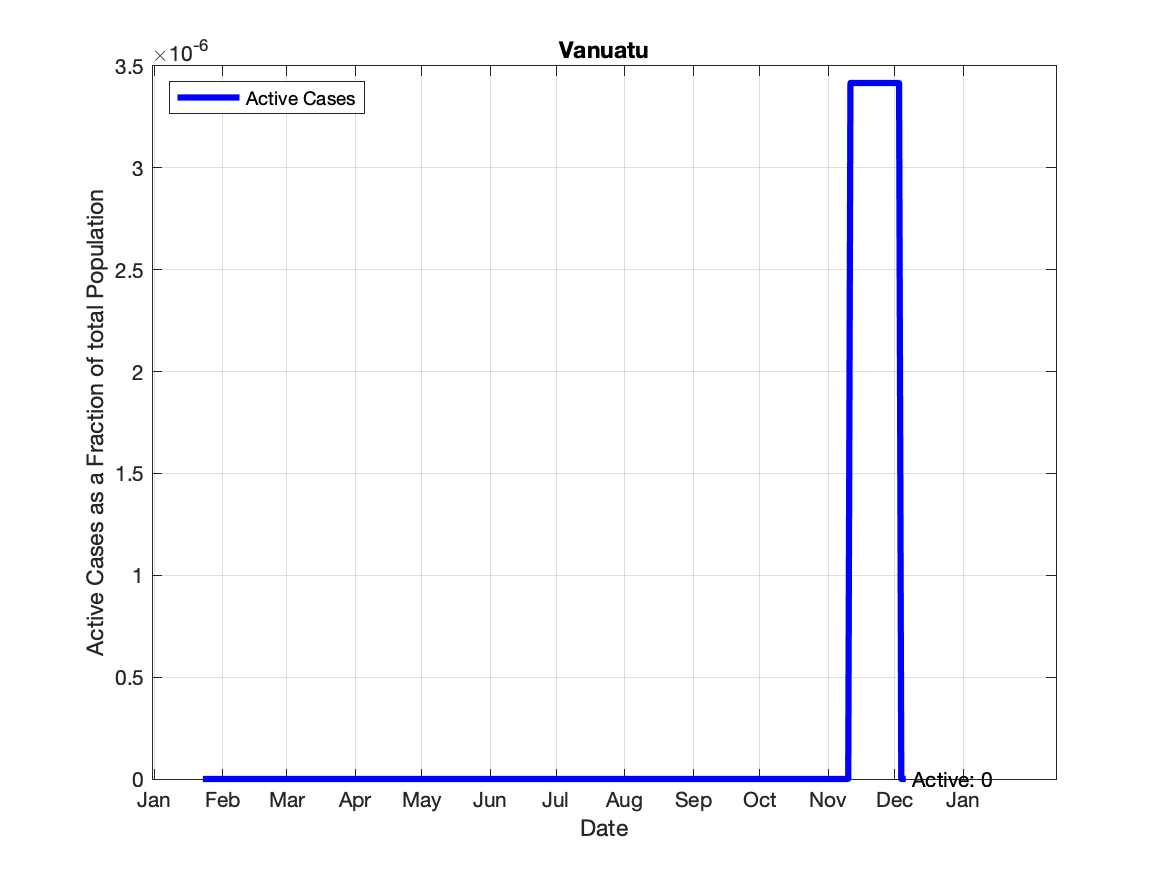 Vanuatu
×10-6
3.5
3
2.5
2
1.5
1
0.5
0
Active Cases as a Fraction of total Population
Active Cases
Active: 0
Jan Feb Mar Apr May Jun Jul Aug Sep Oct Nov Dec Jan
Date